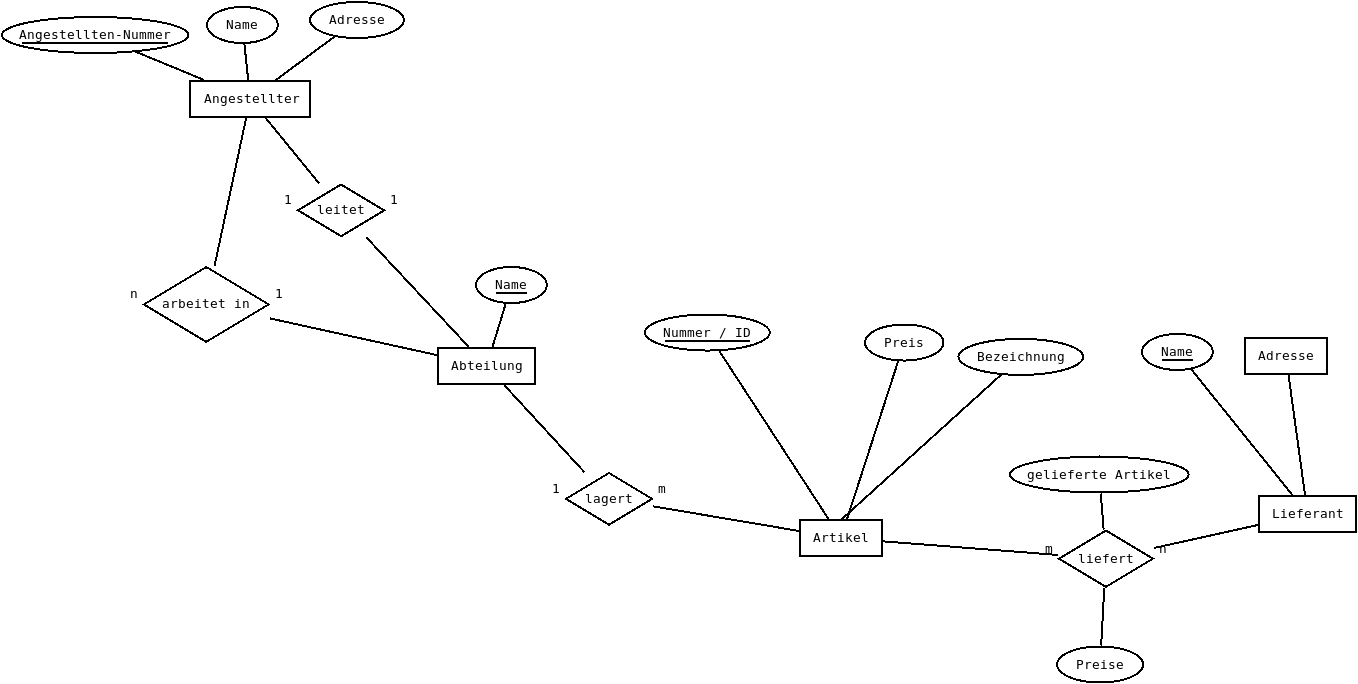 Angestellten-Nummer
Name
Adresse
Angestellter
1
leitet
1
n
arbeitet in
1
Name
Abteilung
Nummer / ID
Preis
Bezeichnung
Name
Adresse
gelieferte Artikel
1
lagert
m
Artikel
m
liefert
n
Lieferant
Preise